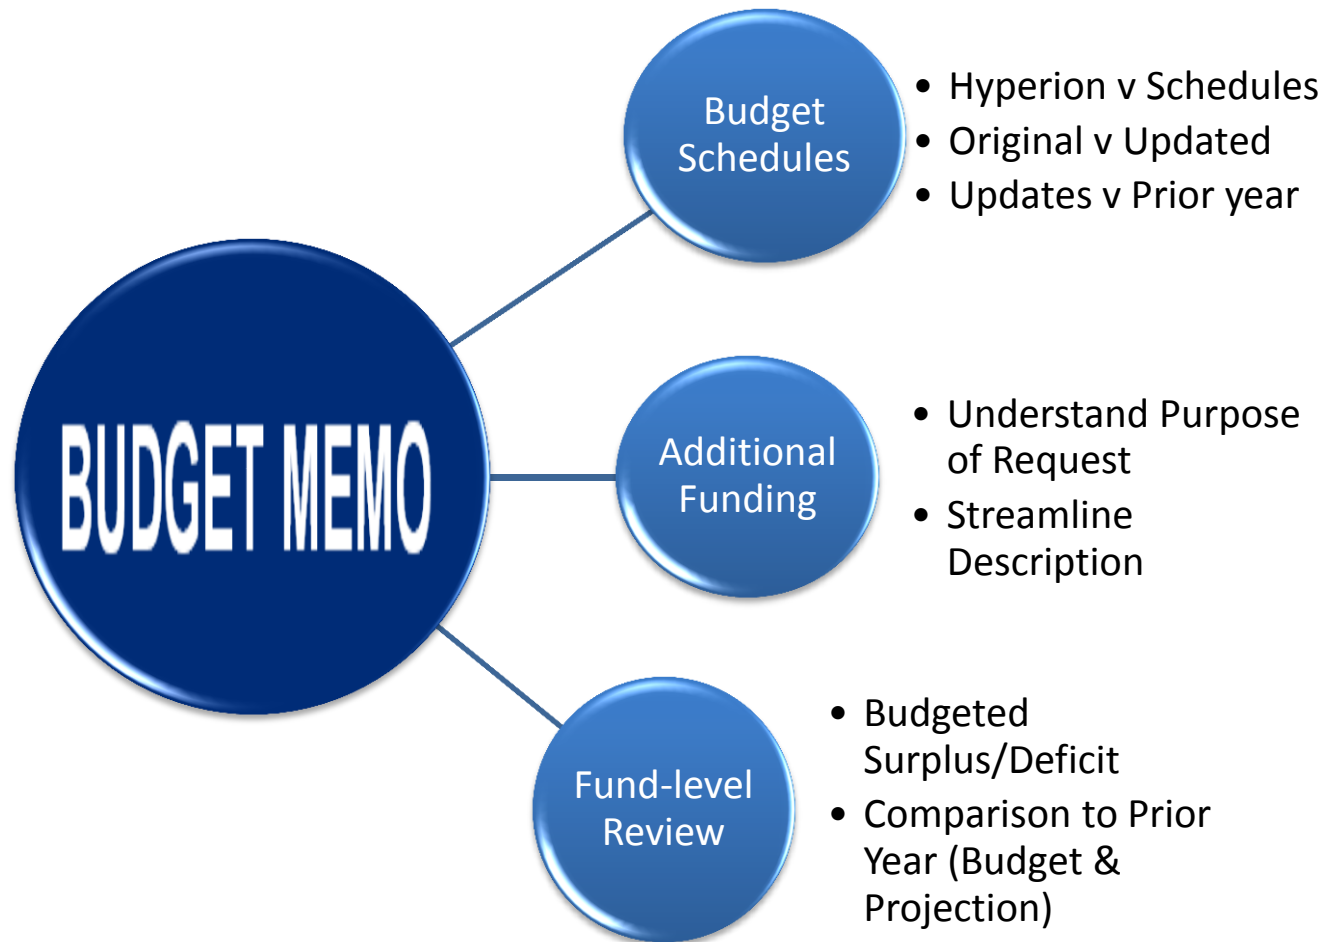 BUDGET MEMO
Budget
Schedules
• Hyperion v Schedules
• Original v Updated
• Updates v Prior year
Additional
Funding
• Understand Purpose
of Request
• Streamline
Description
Fund-level
Review
• Budgeted
Surplus/Deficit
• Comparison to Prior
Year (Budget &
Projection)